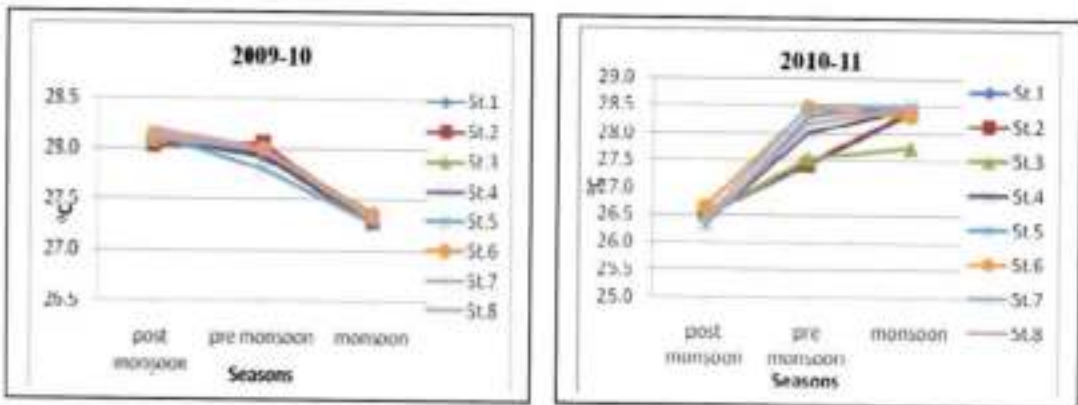 2009-10
28.5
28.0
27.5
27.0
26.5
°C
post monsoon
pre monsoon
monsoon
Seasons
St.1
St.2
St.3
St.4
St.5
St.6
St.7
St.8
2010-11
29.0
28.5
28.0
27.5
27.0
26.5
26.0
25.5
25.0
post monsoon
pre monsoon
monsoon
Seasons
St.1
St.2
St.3
St.4
St.5
St.6
St.7
St.8